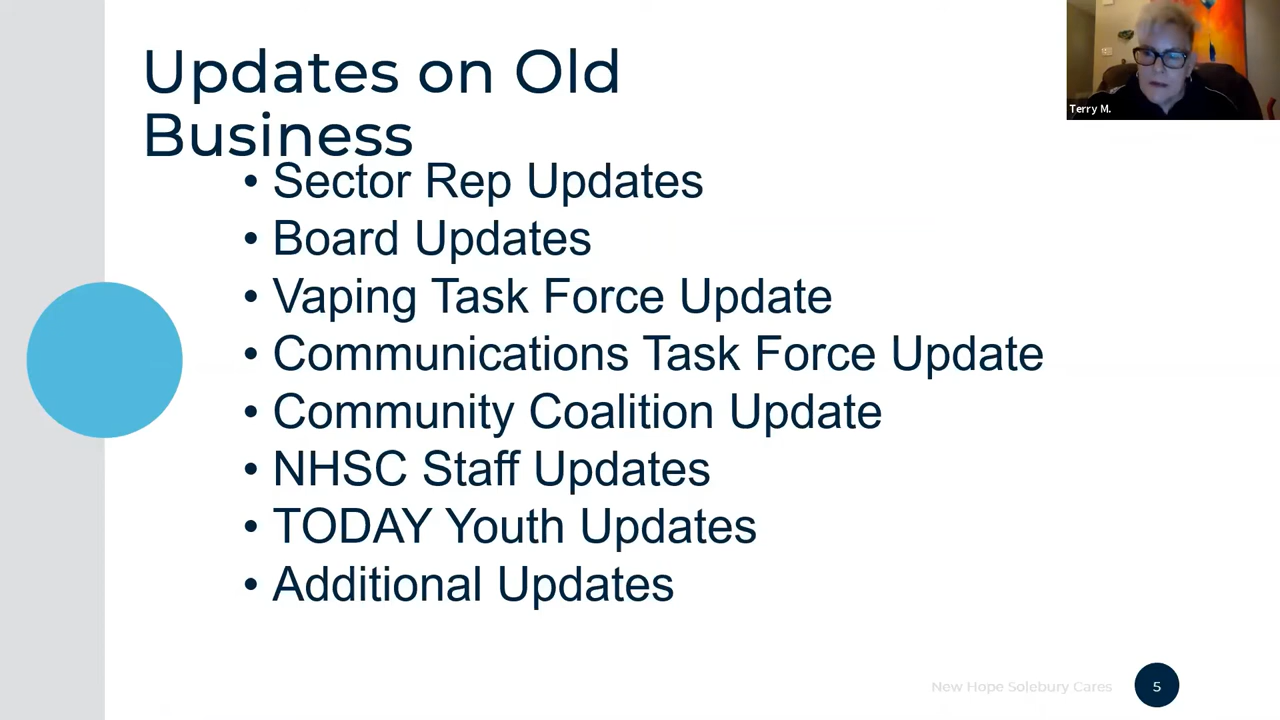 Updates on Old
Business
• Sector Rep Updates
• Board Updates
• Vaping Task Force Update
• Communications Task Force Update
• Community Coalition Update
• NHSC Staff Updates
• TODAY Youth Updates
• Additional Updates
Terry M.
New Hope Solebury Cares
5